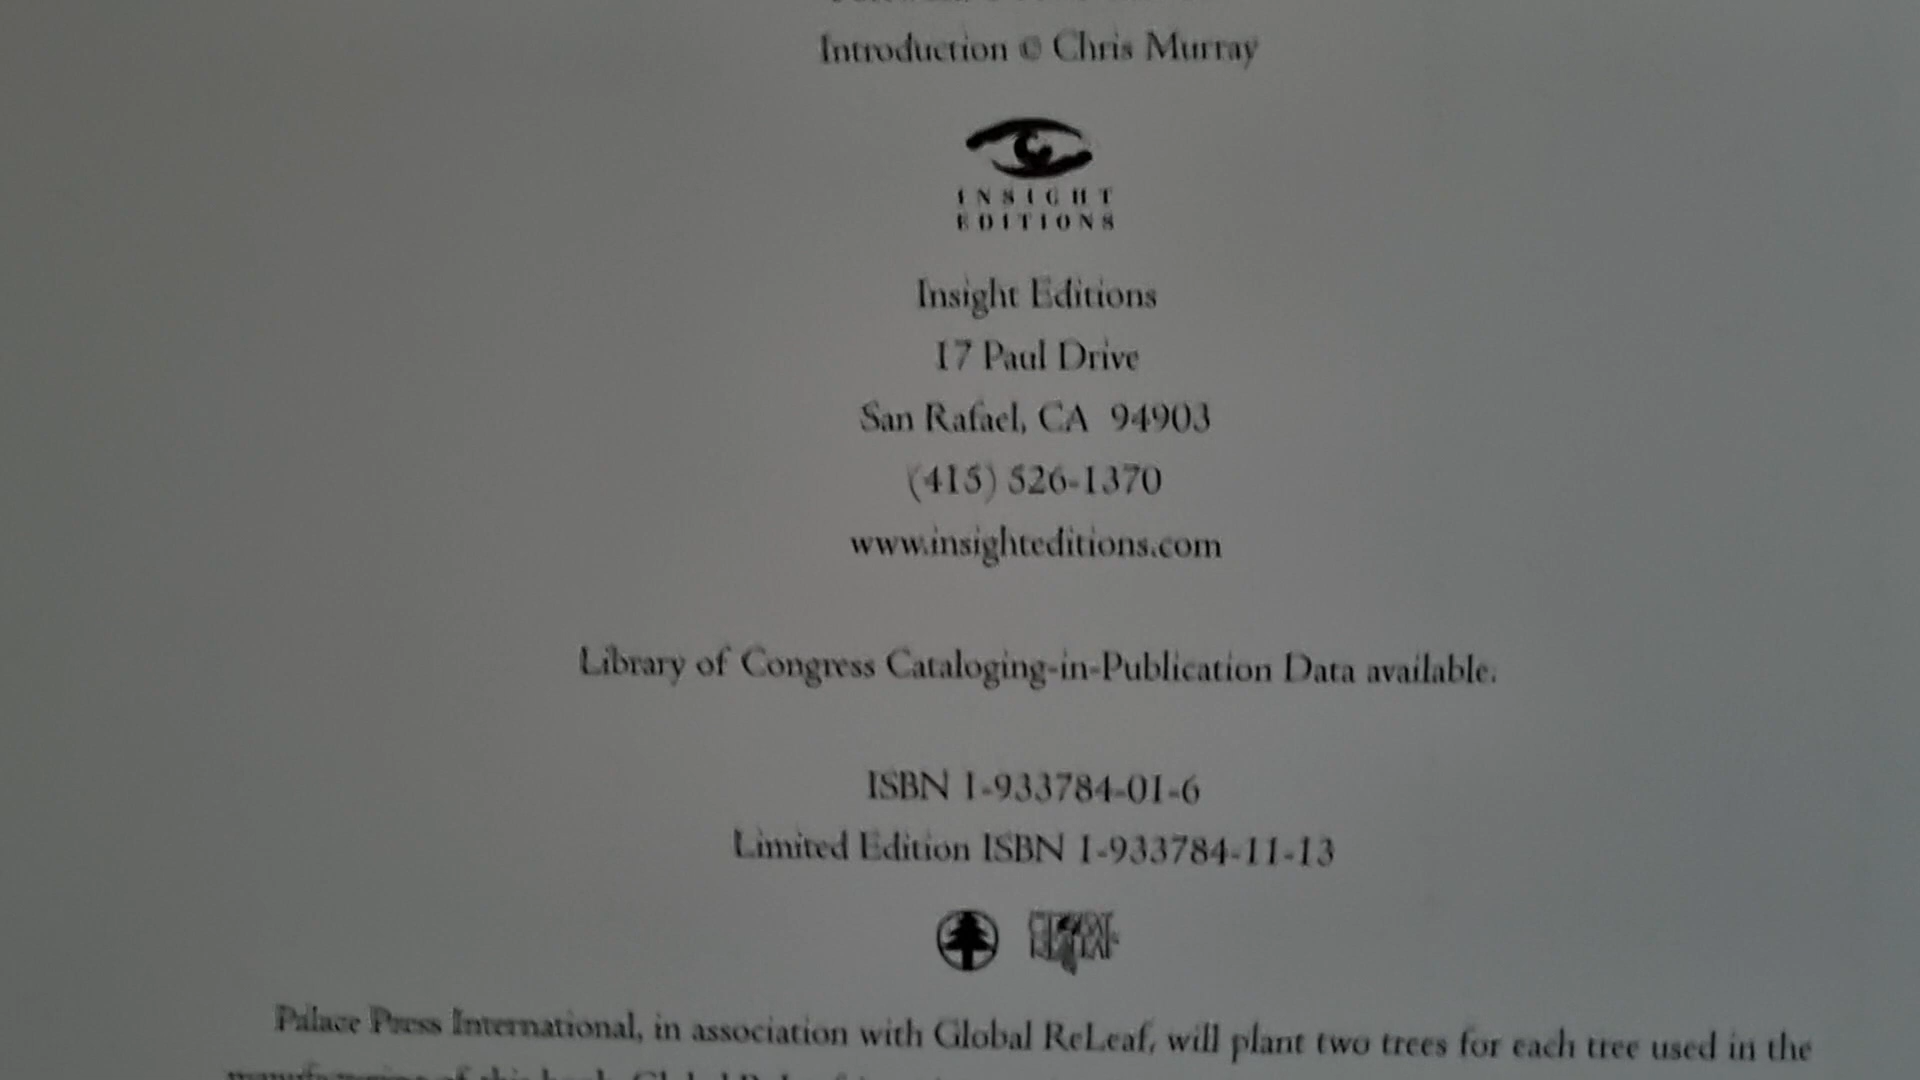 Introduction © Chris Murray
INSIGHT
EDITIONS
Insight Editions
17 Paul Drive
San Rafael, CA 94903
(415) 526-1370
www.insighteditions.com
Library of Congress Cataloging-in-Publication Data available.
ISBN 1-933784-01-6
Limited Edition ISBN 1-933784-11-13
Palace Press International, in association with Global ReLeaf, will plant two trees for each tree used in the